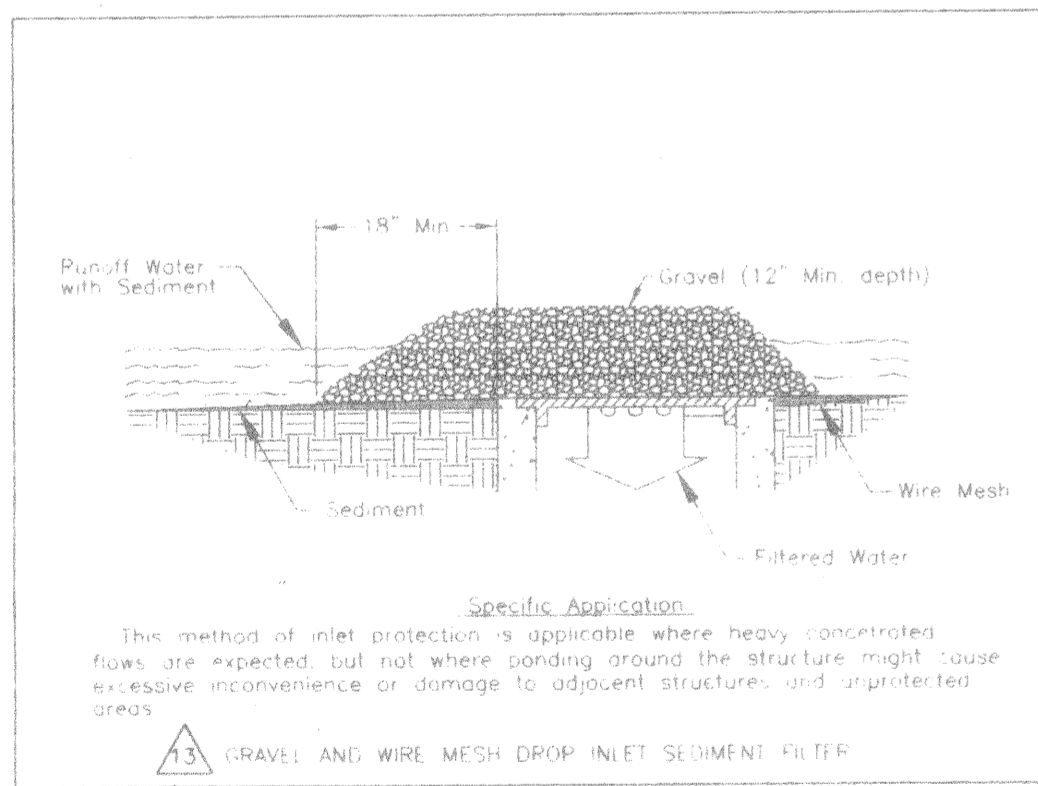 18" Min
Runoff Water
with Sediment
Gravel (12" Min. depth)
Wire Mesh
Sediment
Filtered Water
Specific Application
This method of inlet protection is applicable where heavy concetrated
flows are expected, but not where ponding around the structure might cause
excessive inconvenience or damage to adjacent structures and unprotected
areas
13 GRAVEL AND WIRE MESH DROP INLET SEDIMENT FILTER